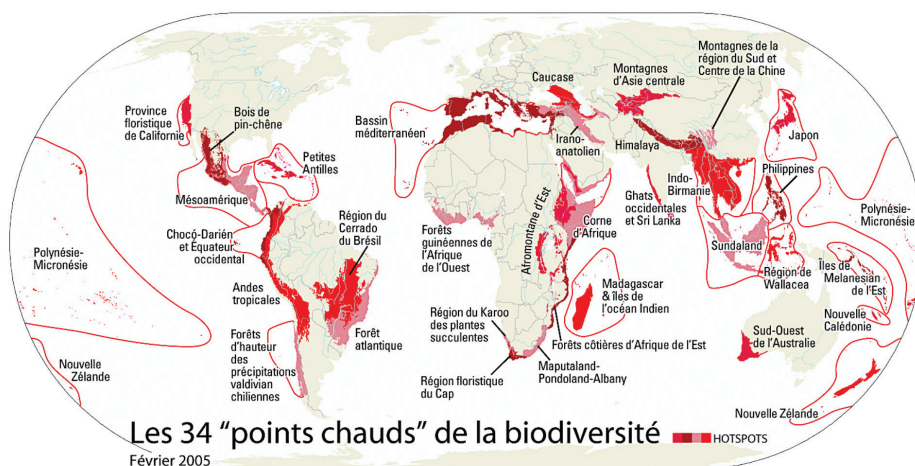 Province
floristique
de Californie
Bois de
pin-chêne
Petites
Antilles
Mésoamérique
Polynésie-
Micronésie
Chocó-Darién
et Équateur
occidental
Région du
Cerrado
du Brésil
Andes
tropicales
Forêts
d'hauteur
des
précipitations
valdivian
chiliennes
Forêt
atlantique
Nouvelle
Zélande
Bassin
méditerranéen
Caucase
Irano-
anatolien
Montagnes
d'Asie centrale
Montagnes de la
région du Sud et
Centre de la Chine
Himalaya
Japon
Indo-
Birmanie
Philippines
Ghats
occidentales
et Sri Lanka
Forêts
guinéennes de
l'Afrique
de l'Ouest
Afromontane d'Est
Corne
d'Afrique
Sundaland
Polynésie-
Micronésie
Région de
Wallacea
Îles de
Melanesian
de l'Est
Nouvelle
Calédonie
Madagascar
& îles de
l'océan Indien
Région du Karoo
des plantes
succulentes
Forêts côtières d'Afrique de l'Est
Maputaland-
Pondoland-Albany
Région floristique
du Cap
Sud-Ouest
de l'Australie
Nouvelle Zélande
Les 34 "points chauds" de la biodiversité
HOTSPOTS
Février 2005